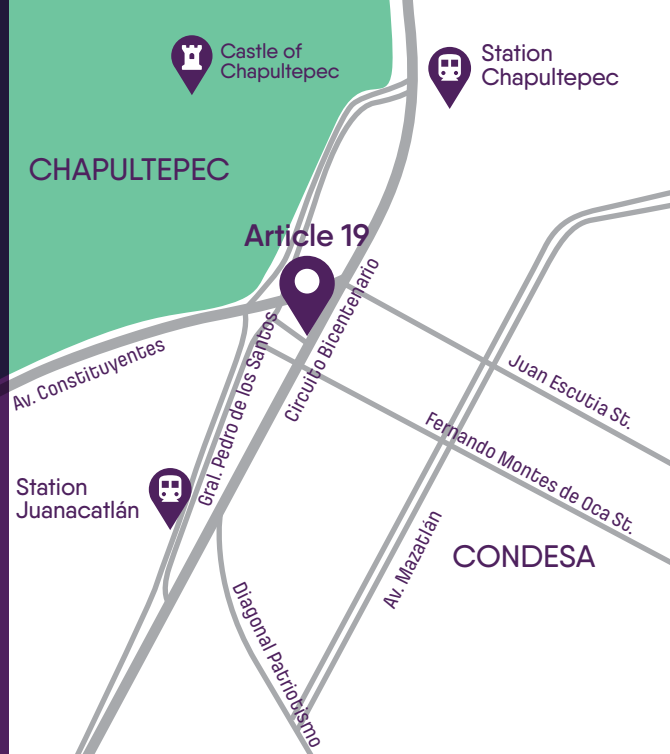 Castle of
Chapultepec
Station
Chapultepec
CHAPULTEPEC
Article 19
Circuito Bicentenario
Av. Constituyentes
Gral. Pedro de los Santos
Juan Escutia St.
Fernando Montes de Oca St.
Station
Juanacatlán
Av. Mazatlán
CONDESA
Diagonal Patriotismo